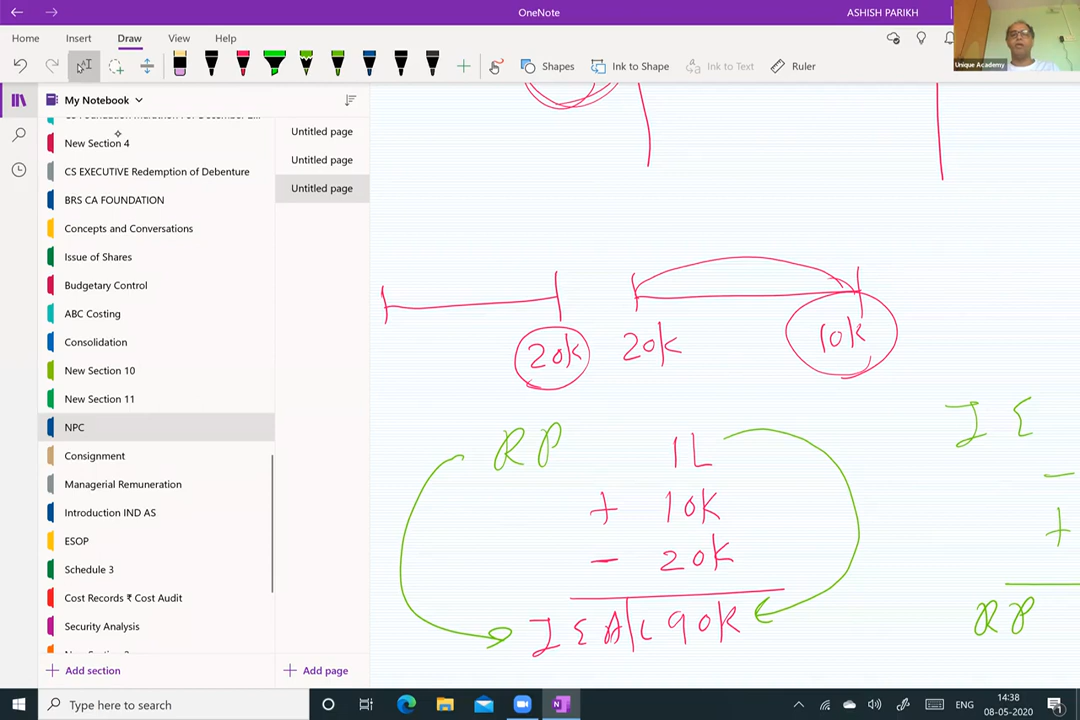 OneNote
ASHISH PARIKH
Home Insert Draw View Help
Unique Academy
Shapes Ink to Shape Ink to Text Ruler
My Notebook
New Section 4
CS EXECUTIVE Redemption of Debenture
BRS CA FOUNDATION
Concepts and Conversations
Issue of Shares
Budgetary Control
ABC Costing
Consolidation
New Section 10
New Section 11
NPC
Consignment
Managerial Remuneration
Introduction IND AS
ESOP
Schedule 3
Cost Records ₹ Cost Audit
Security Analysis
Add section
Untitled page
Untitled page
Untitled page
Add page
20K 20K 10K
RP 1L
+ 10K
- 20K
I E A/c 90K
I E
-
+
RP
Type here to search
ENG
14:38
08-05-2020
1